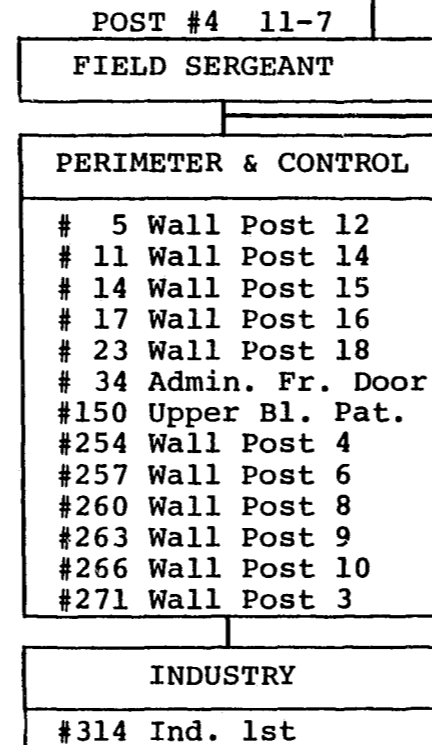 POST #4 11-7
FIELD SERGEANT
PERIMETER & CONTROL
# 5 Wall Post 12
# 11 Wall Post 14
# 14 Wall Post 15
# 17 Wall Post 16
# 23 Wall Post 18
# 34 Admin. Fr. Door
#150 Upper Bl. Pat.
#254 Wall Post 4
#257 Wall Post 6
#260 Wall Post 8
#263 Wall Post 9
#266 Wall Post 10
#271 Wall Post 3
INDUSTRY
#314 Ind. 1st